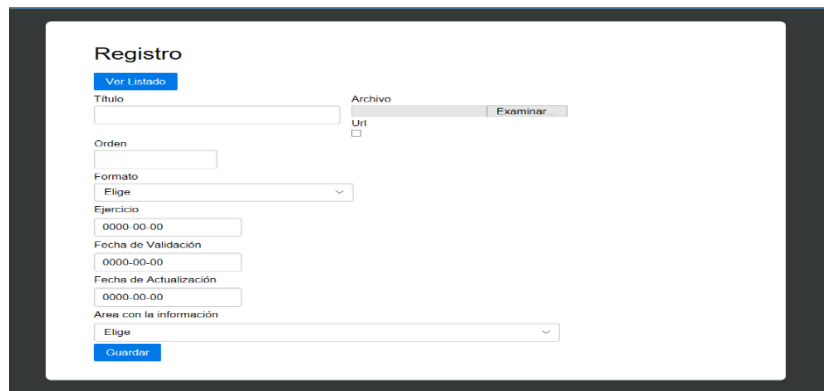 Registro
Ver Listado
Título
Archivo
Examinar...
Url
Orden
Formato
Elige
Ejercicio
0000-00-00
Fecha de Validación
0000-00-00
Fecha de Actualización
0000-00-00
Area con la información
Elige
Guardar